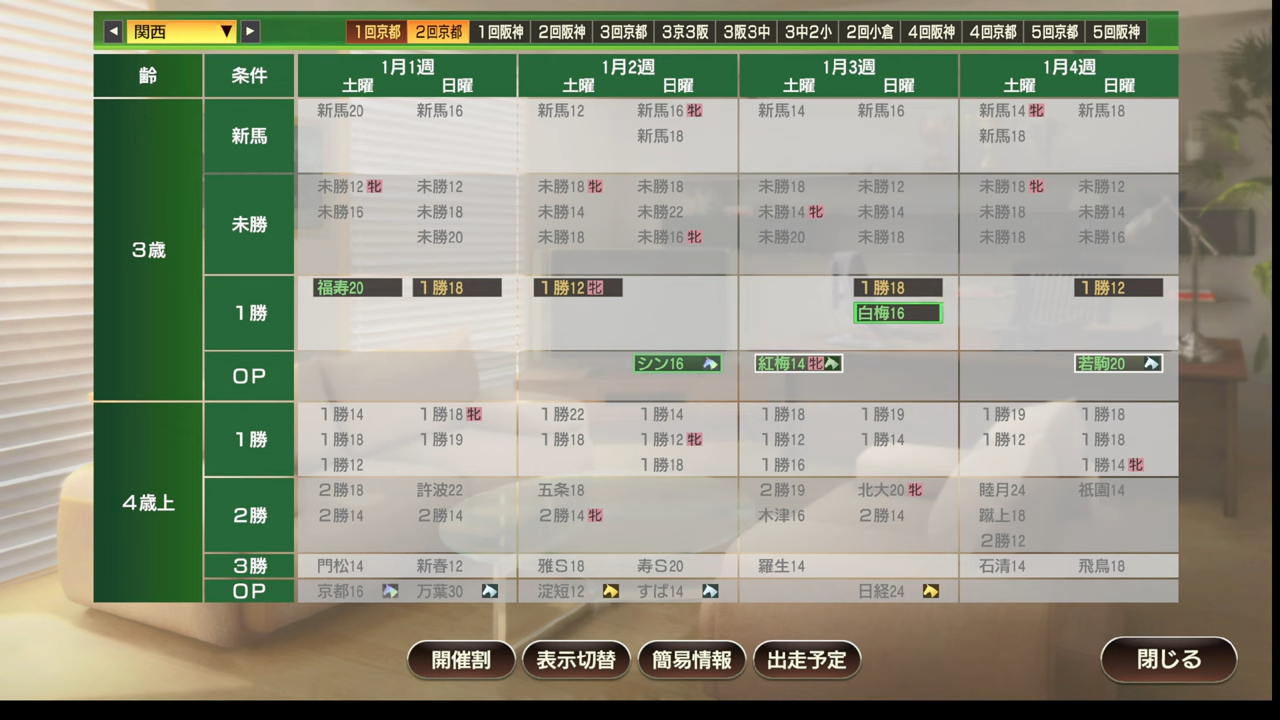 ◀ 関西 ▼ ▶ 1回京都 2回京都 1回阪神 2回阪神 3回京都 3京3阪 3阪3中 3中2小 2回小倉 4回阪神 4回京都 5回京都 5回阪神
齢 条件 1月1週 1月2週 1月3週 1月4週
土曜 日曜 土曜 日曜 土曜 日曜 土曜 日曜
3歳
新馬
新馬20 新馬16 新馬12 新馬16 牝 新馬14 新馬16 新馬14 牝 新馬18
新馬18 新馬18
未勝
未勝12 牝 未勝12 未勝18 牝 未勝18 未勝18 未勝12 未勝18 牝 未勝12
未勝16 未勝18 未勝14 未勝22 未勝14 牝 未勝14 未勝18 未勝14
未勝20 未勝18 未勝16 牝 未勝20 未勝18 未勝18 未勝16
1勝
福寿20 1勝18 1勝12 牝 1勝18 1勝12
白梅16
OP
シン16 紅梅14 牝 若駒20
4歳上
1勝
1勝14 1勝18 牝 1勝22 1勝14 1勝18 1勝19 1勝19 1勝18
1勝18 1勝19 1勝18 1勝12 牝 1勝12 1勝14 1勝12 1勝18
1勝12 1勝18 1勝16 1勝14 牝
2勝
2勝18 許波22 五条18 2勝19 北大20 牝 睦月24 祇園14
2勝14 2勝14 2勝14 牝 木津16 2勝14 蹴上18
2勝12
3勝
門松14 新春12 雅S18 寿S20 羅生14 石清14 飛鳥18
OP
京都16 万葉30 淀短12 すば14 日経24
開催割 表示切替 簡易情報 出走予定 閉じる